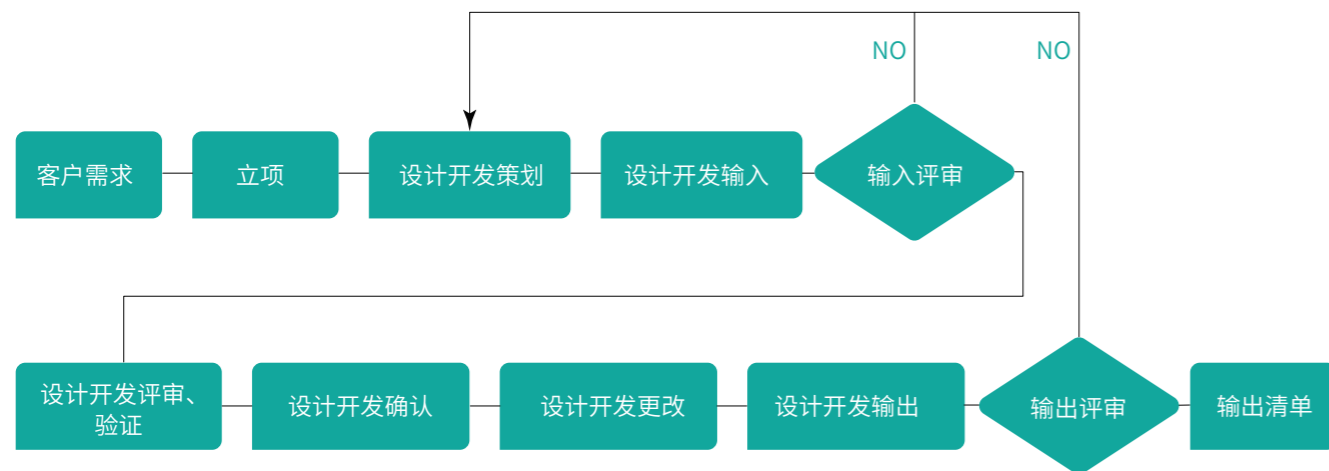 NO
NO
客户需求
立项
设计开发策划
设计开发输入
输入评审
设计开发评审、
验证
设计开发确认
设计开发更改
设计开发输出
输出评审
输出清单